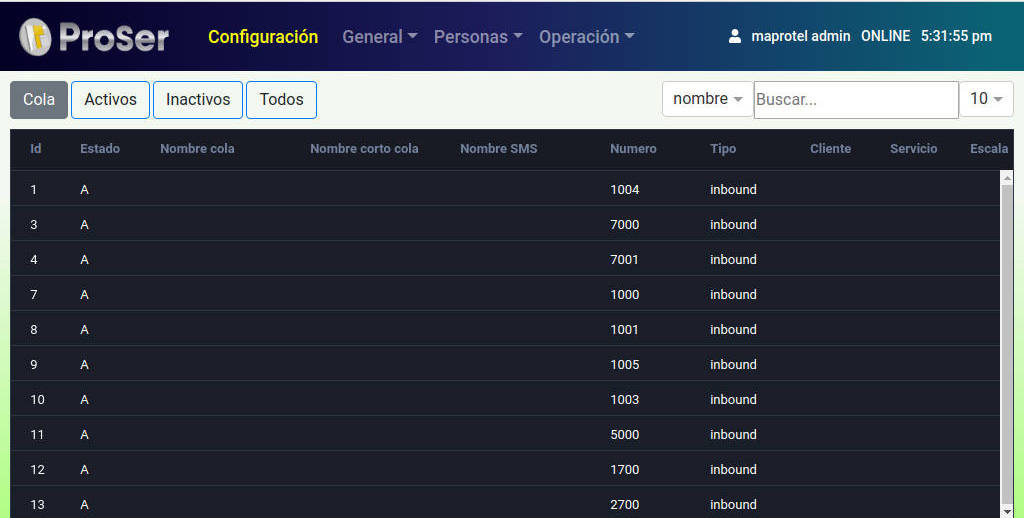 ProSer Configuración General Personas Operación maprotel admin ONLINE 5:31:55 pm
Cola Activos Inactivos Todos nombre Buscar... 10
Id Estado Nombre cola Nombre corto cola Nombre SMS Numero Tipo Cliente Servicio Escala
1 A 1004 inbound
3 A 7000 inbound
4 A 7001 inbound
7 A 1000 inbound
8 A 1001 inbound
9 A 1005 inbound
10 A 1003 inbound
11 A 5000 inbound
12 A 1700 inbound
13 A 2700 inbound